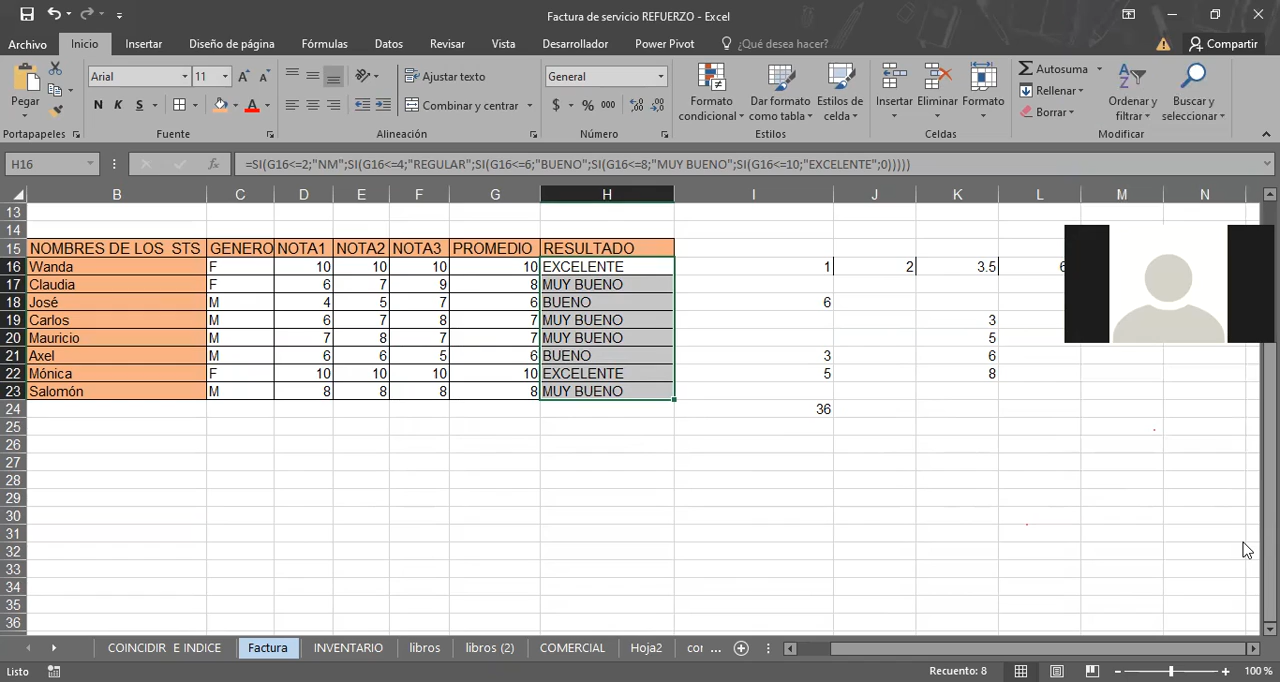 Factura de servicio REFUERZO - Excel
Archivo Inicio Insertar Diseño de página Fórmulas Datos Revisar Vista Desarrollador Power Pivot ¿Qué desea hacer? Compartir
Pegar
Portapapeles
Arial 11
N K S
Fuente
Ajustar texto
Combinar y centrar
Alineación
General
$ % 000
Número
Formato condicional
Dar formato como tabla
Estilos de celda
Estilos
Insertar Eliminar Formato
Celdas
Autosuma
Rellenar
Borrar
Ordenar y filtrar
Buscar y seleccionar
Modificar
H16 fx =SI(G16<=2;"NM";SI(G16<=4;"REGULAR";SI(G16<=6;"BUENO";SI(G16<=8;"MUY BUENO";SI(G16<=10;"EXCELENTE";0)))))
B C D E F G H I J K L M N
13
14
15 NOMBRES DE LOS STS GENERO NOTA1 NOTA2 NOTA3 PROMEDIO RESULTADO
16 Wanda F 10 10 10 10 EXCELENTE 1 2 3.5 6
17 Claudia F 6 7 9 8 MUY BUENO
18 José M 4 5 7 6 BUENO 6
19 Carlos M 6 7 8 7 MUY BUENO 3
20 Mauricio M 7 8 7 7 MUY BUENO 5
21 Axel M 6 6 5 6 BUENO 3 6
22 Mónica F 10 10 10 10 EXCELENTE 5 8
23 Salomón M 8 8 8 8 MUY BUENO
24 36
25
26
27
28
29
30
31
32
33
34
35
36
COINCIDIR E INDICE Factura INVENTARIO libros libros (2) COMERCIAL Hoja2 cor ...
Listo Recuento: 8 100 %